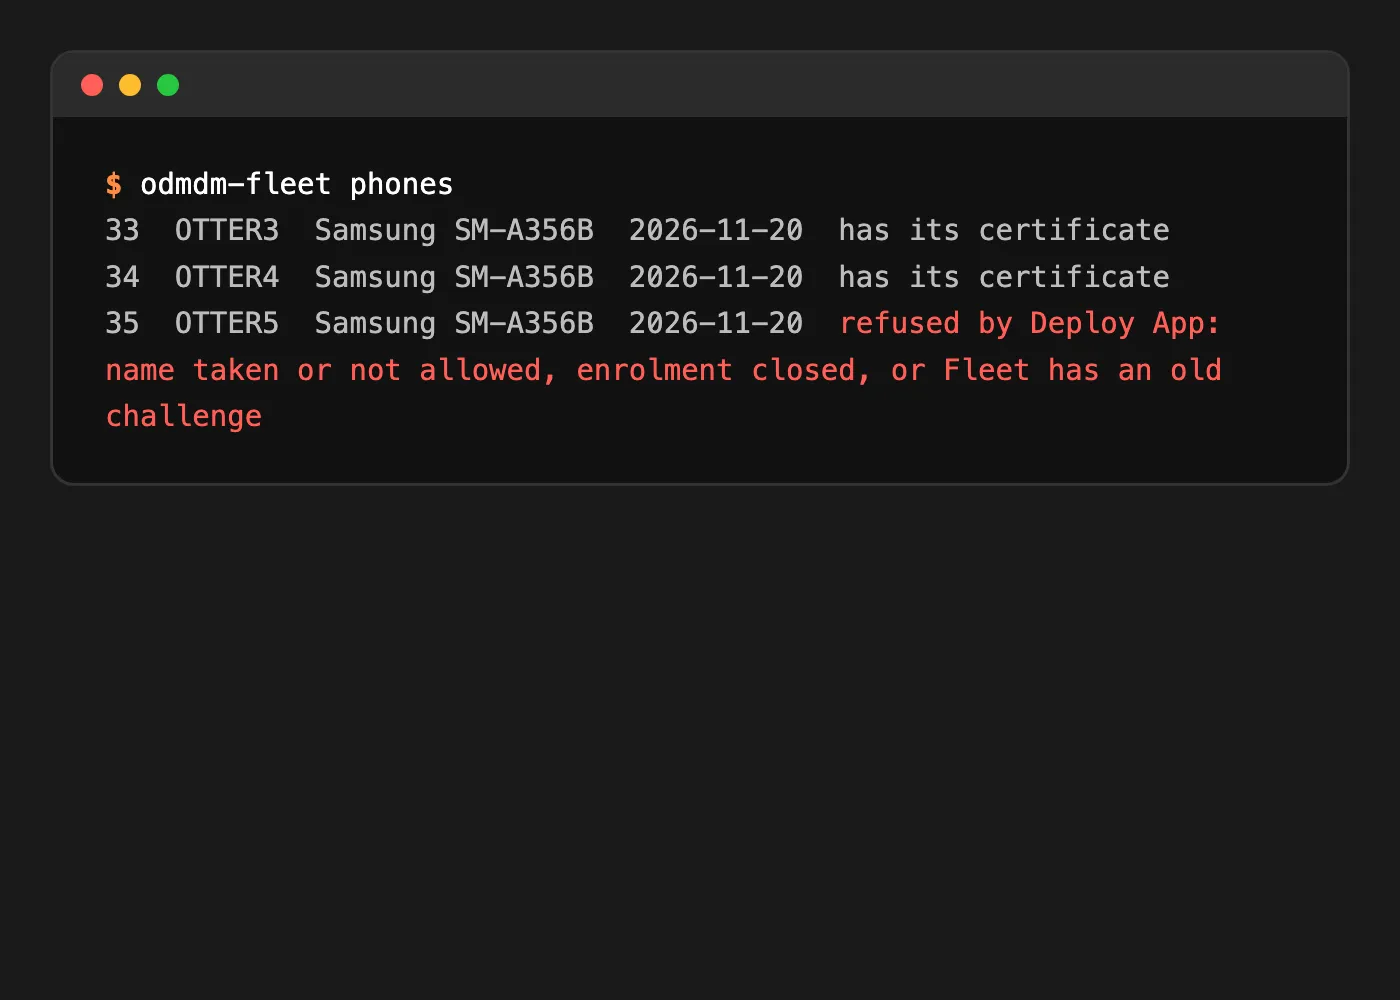 $ odmdm-fleet phones
33  OTTER3  Samsung SM-A356B  2026-11-20  has its certificate
34  OTTER4  Samsung SM-A356B  2026-11-20  has its certificate
35  OTTER5  Samsung SM-A356B  2026-11-20  refused by Deploy App:
name taken or not allowed, enrolment closed, or Fleet has an old
challenge